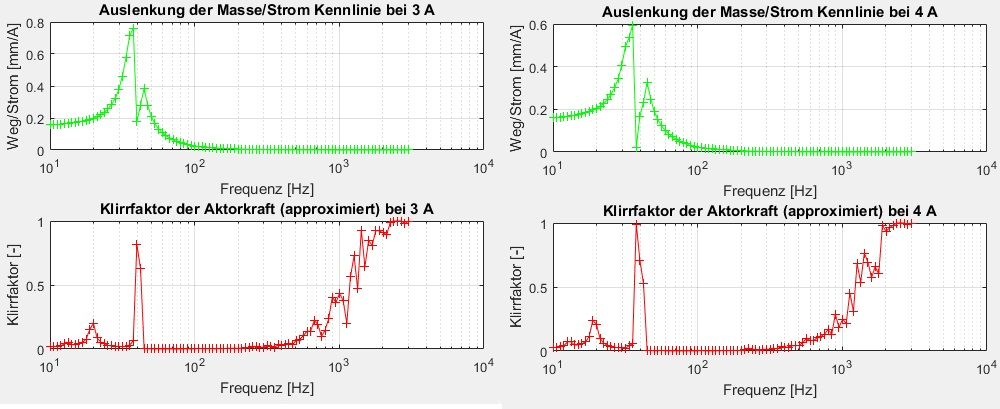 Auslenkung der Masse/Strom Kennlinie bei 3 A
Weg/Strom [mm/A]
0.8
0.6
0.4
0.2
0
10^1
10^2
10^3
10^4
Frequenz [Hz]
Auslenkung der Masse/Strom Kennlinie bei 4 A
Weg/Strom [mm/A]
0.6
0.4
0.2
0
10^1
10^2
10^3
10^4
Frequenz [Hz]
Klirrfaktor der Aktorkraft (approximiert) bei 3 A
Klirrfaktor [-]
1
0.5
0
10^1
10^2
10^3
10^4
Frequenz [Hz]
Klirrfaktor der Aktorkraft (approximiert) bei 4 A
Klirrfaktor [-]
1
0.5
0
10^1
10^2
10^3
10^4
Frequenz [Hz]